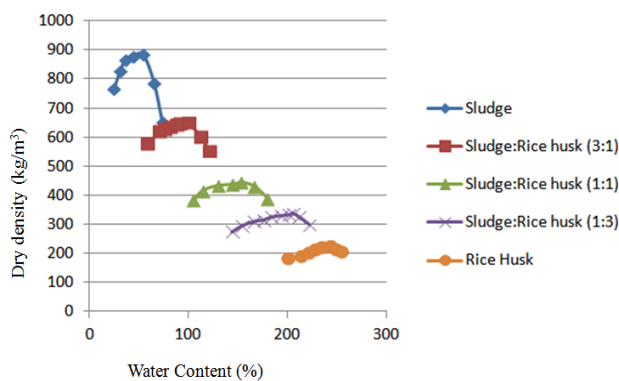 1000
900
800
700
600
500
400
300
200
100
0
0 100 200 300
Dry density (kg/m³)
Water Content (%)
Sludge
Sludge:Rice husk (3:1)
Sludge:Rice husk (1:1)
Sludge:Rice husk (1:3)
Rice Husk